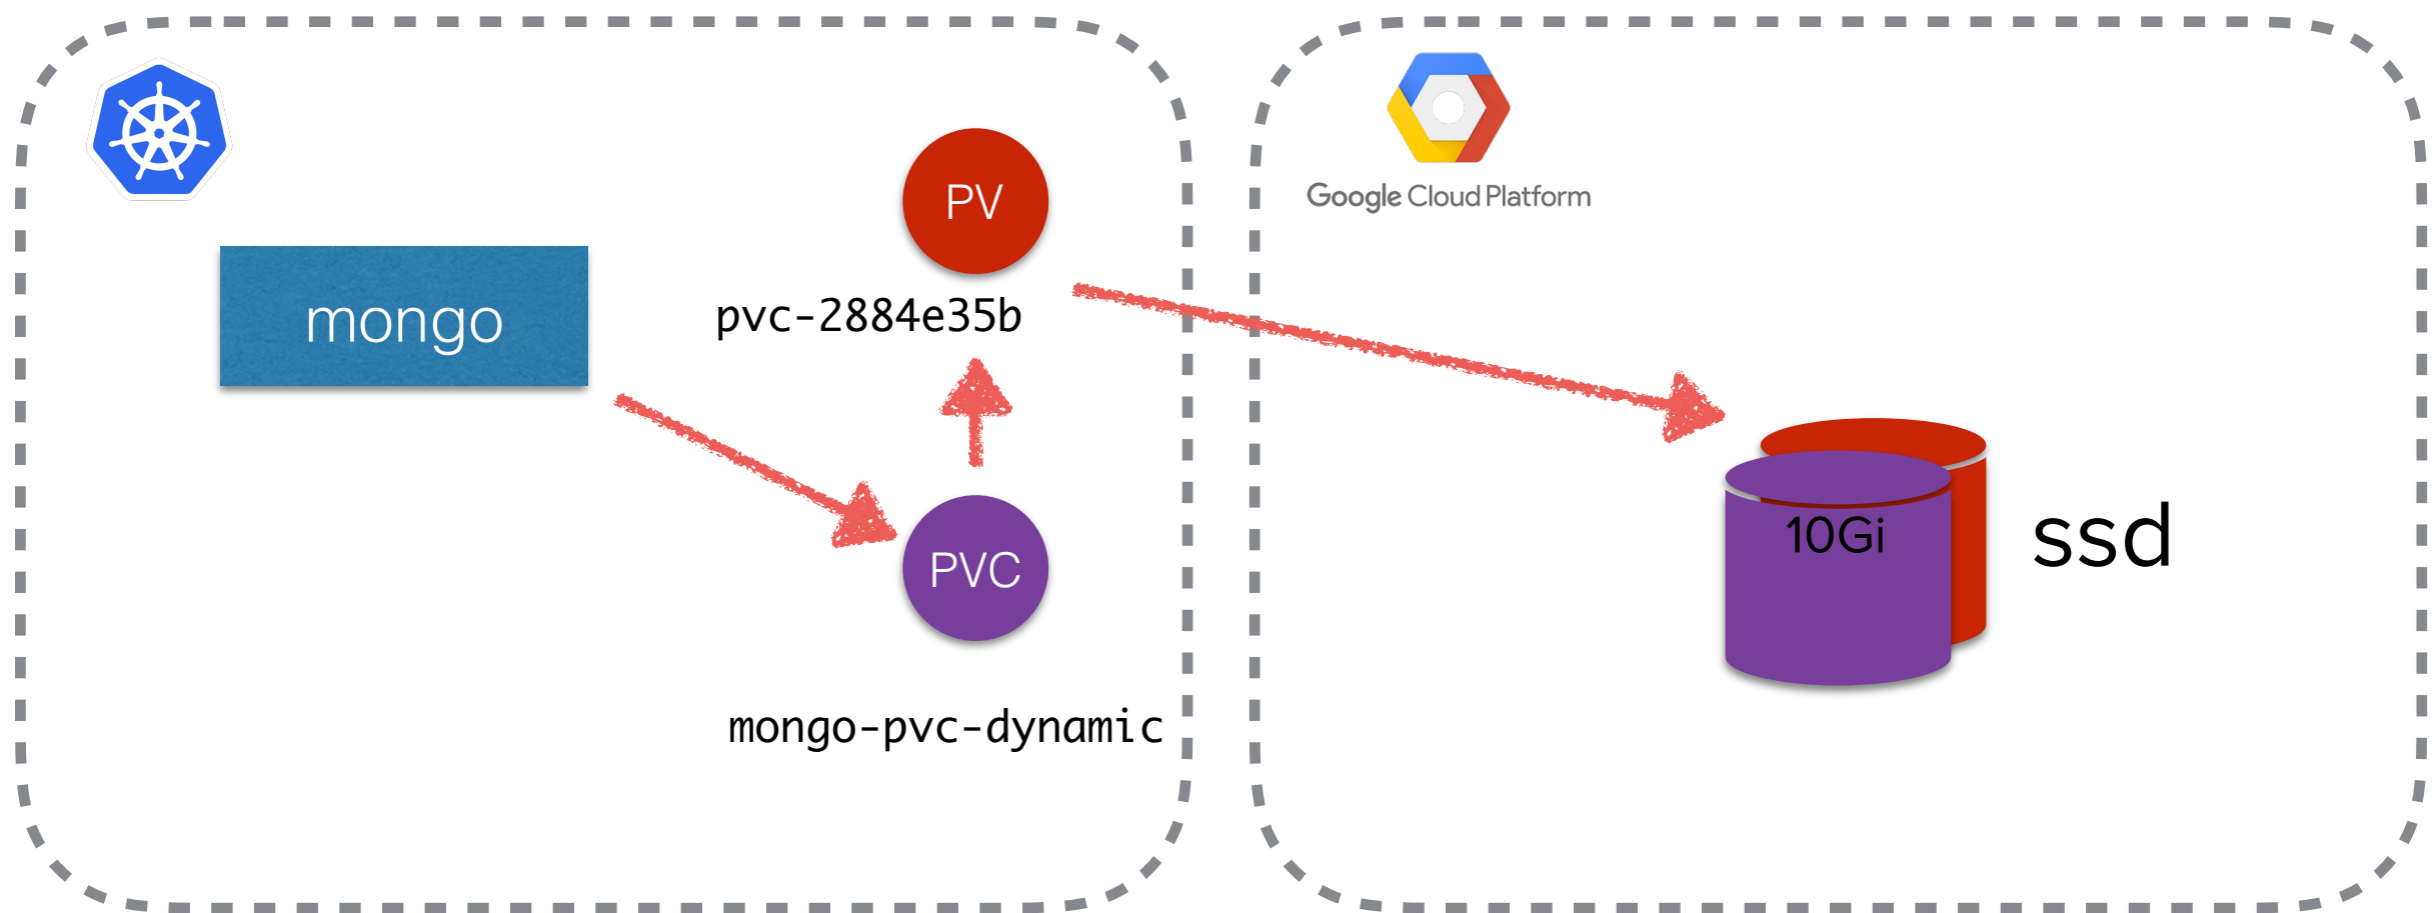 Google Cloud Platform
PV
mongo
pvc-2884e35b
10Gi
ssd
PVC
mongo-pvc-dynamic